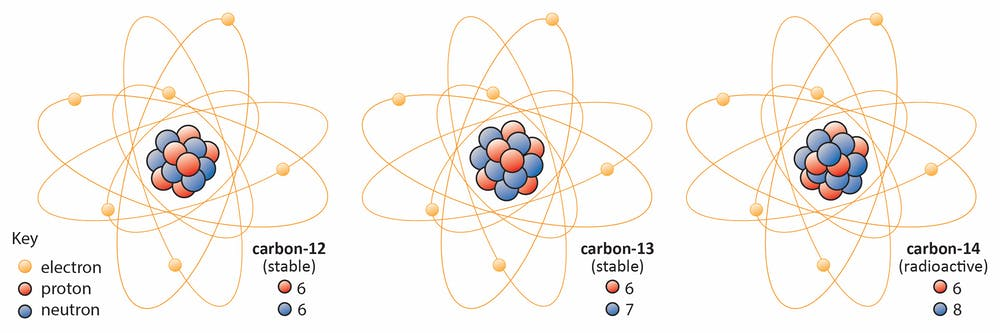 Key
electron
proton
neutron
carbon-12
(stable)
6
6
carbon-13
(stable)
6
7
carbon-14
(radioactive)
6
8